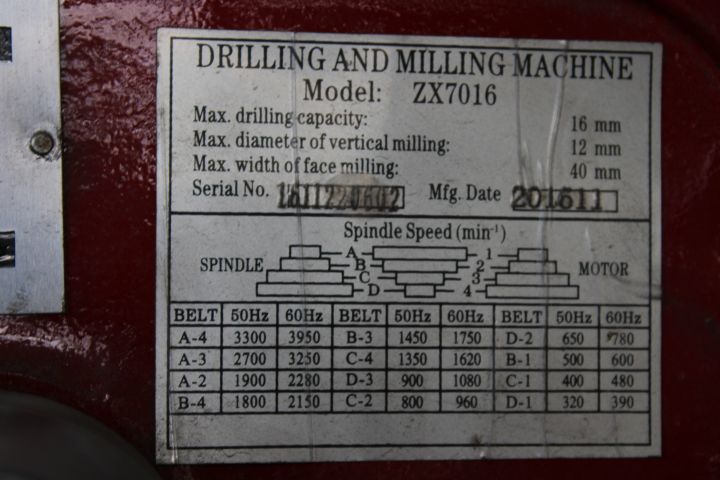 DRILLING AND MILLING MACHINE
Model: ZX7016
Max. drilling capacity: 16 mm
Max. diameter of vertical milling: 12 mm
Max. width of face milling: 40 mm
Serial No. 1611220602 Mfg. Date 201611
Spindle Speed (min⁻¹)
A 1
SPINDLE B 2 MOTOR
C 3
D 4
BELT 50Hz 60Hz BELT 50Hz 60Hz BELT 50Hz 60Hz
A-4 3300 3950 B-3 1450 1750 D-2 650 780
A-3 2700 3250 C-4 1350 1620 B-1 500 600
A-2 1900 2280 D-3 900 1080 C-1 400 480
B-4 1800 2150 C-2 800 960 D-1 320 390